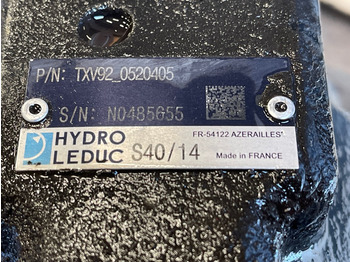 P/N: TXV92_0520405
S/N: N0485655
HYDRO
LEDUC
S40/14
FR-54122 AZERAILLES
Made in FRANCE